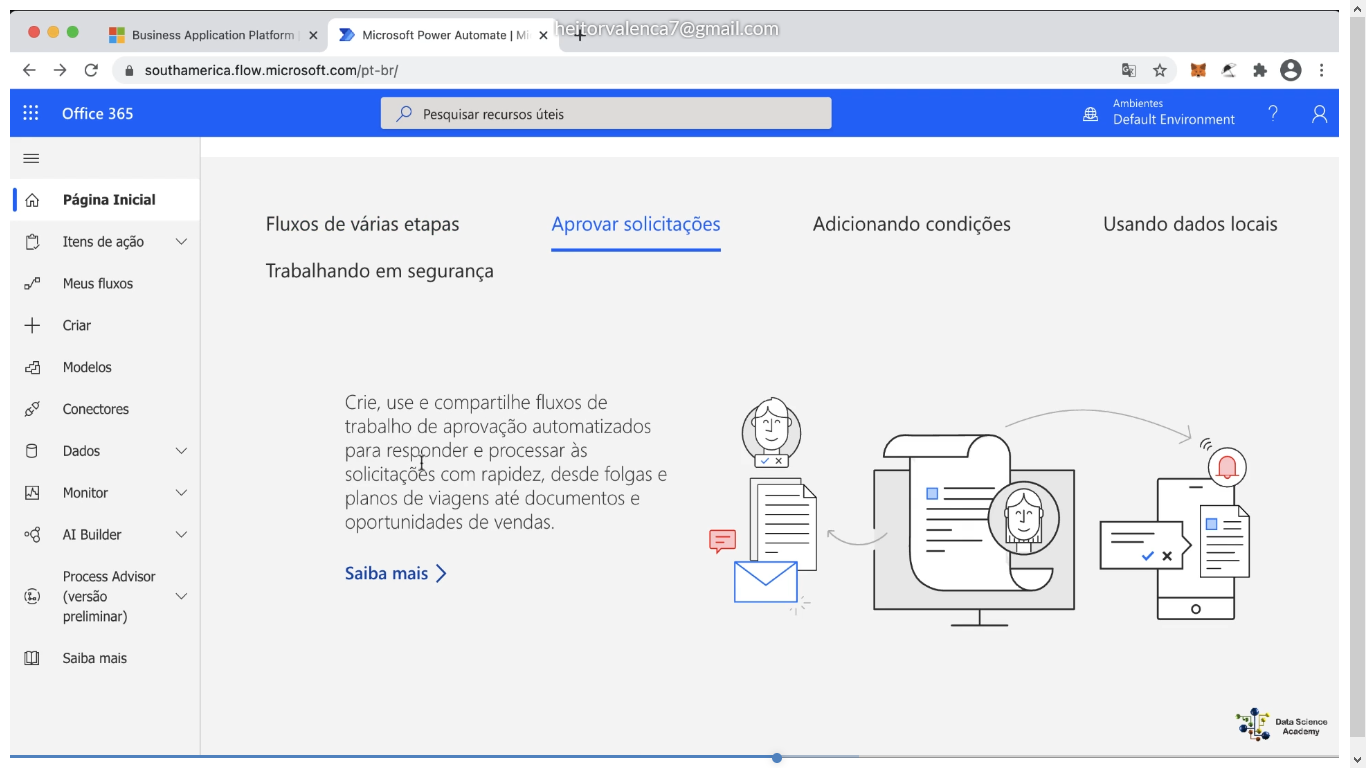 Business Application Platform
Microsoft Power Automate | Mi
heitorvalenca7@gmail.com
southamerica.flow.microsoft.com/pt-br/
Office 365
Pesquisar recursos úteis
Ambientes
Default Environment
Página Inicial
Itens de ação
Meus fluxos
Criar
Modelos
Conectores
Dados
Monitor
AI Builder
Process Advisor
(versão
preliminar)
Saiba mais
Fluxos de várias etapas
Aprovar solicitações
Adicionando condições
Usando dados locais
Trabalhando em segurança
Crie, use e compartilhe fluxos de
trabalho de aprovação automatizados
para responder e processar às
solicitações com rapidez, desde folgas e
planos de viagens até documentos e
oportunidades de vendas.
Saiba mais
Data Science
Academy